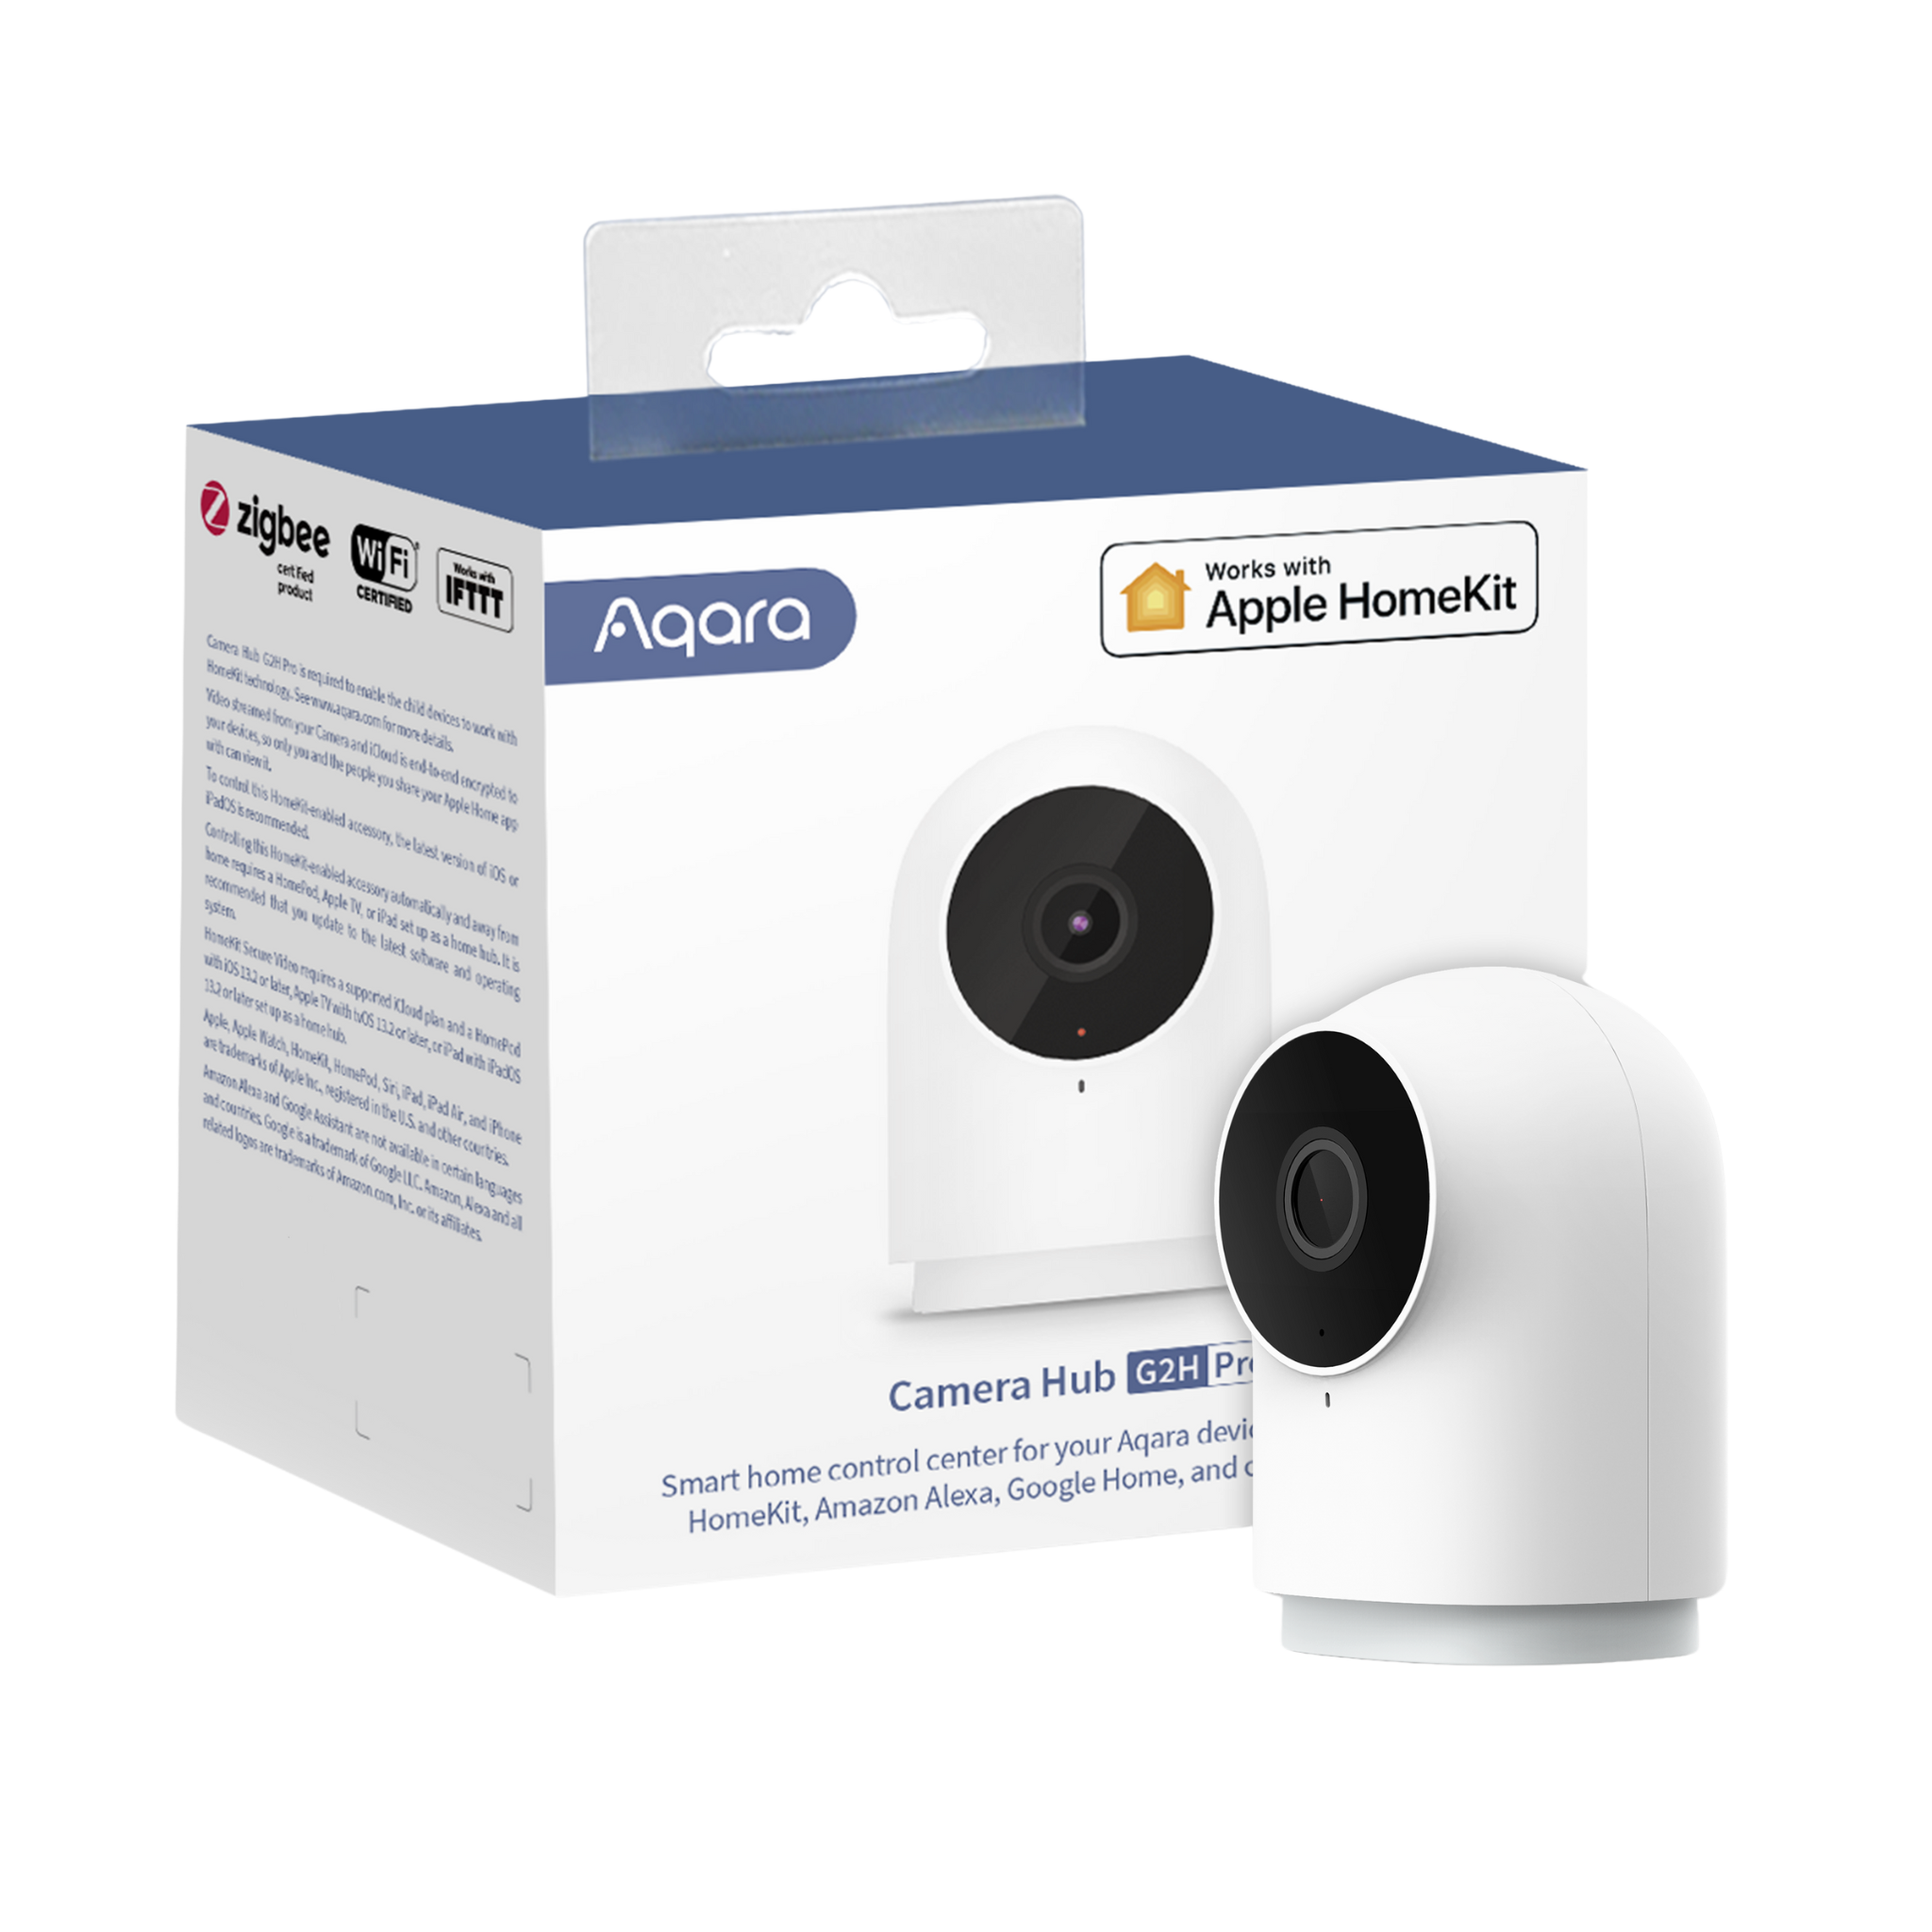 zigbee
certified
product
WiFi
CERTIFIED
Works with
IFTTT
Camera Hub G2H Pro is required to enable the child devices to work with
HomeKit technology. See www.aqara.com for more details.
Video streamed from your Camera and iCloud is end-to-end encrypted to
your devices, so only you and the people you share your Apple Home app
with can view it.
To control this HomeKit-enabled accessory, the latest version of iOS or
iPadOS is recommended.
Controlling this HomeKit-enabled accessory automatically and away from
home requires a HomePod, Apple TV, or iPad set up as a home hub. It is
recommended that you update to the latest software and operating
system.
HomeKit Secure Video requires a supported iCloud plan and a HomePod
with iOS 13.2 or later, Apple TV with tvOS 13.2 or later, or iPad with iPadOS
13.2 or later set up as a home hub.
Apple, Apple Watch, HomeKit, HomePod, Siri, iPad, iPad Air, and iPhone
are trademarks of Apple Inc., registered in the U.S. and other countries.
Amazon Alexa and Google Assistant are not available in certain languages
and countries. Google is a trademark of Google LLC. Amazon, Alexa and all
related logos are trademarks of Amazon.com, Inc. or its affiliates.
Aqara
Works with
Apple HomeKit
Camera Hub G2H Pro
Smart home control center for your Aqara devic
HomeKit, Amazon Alexa, Google Home, and